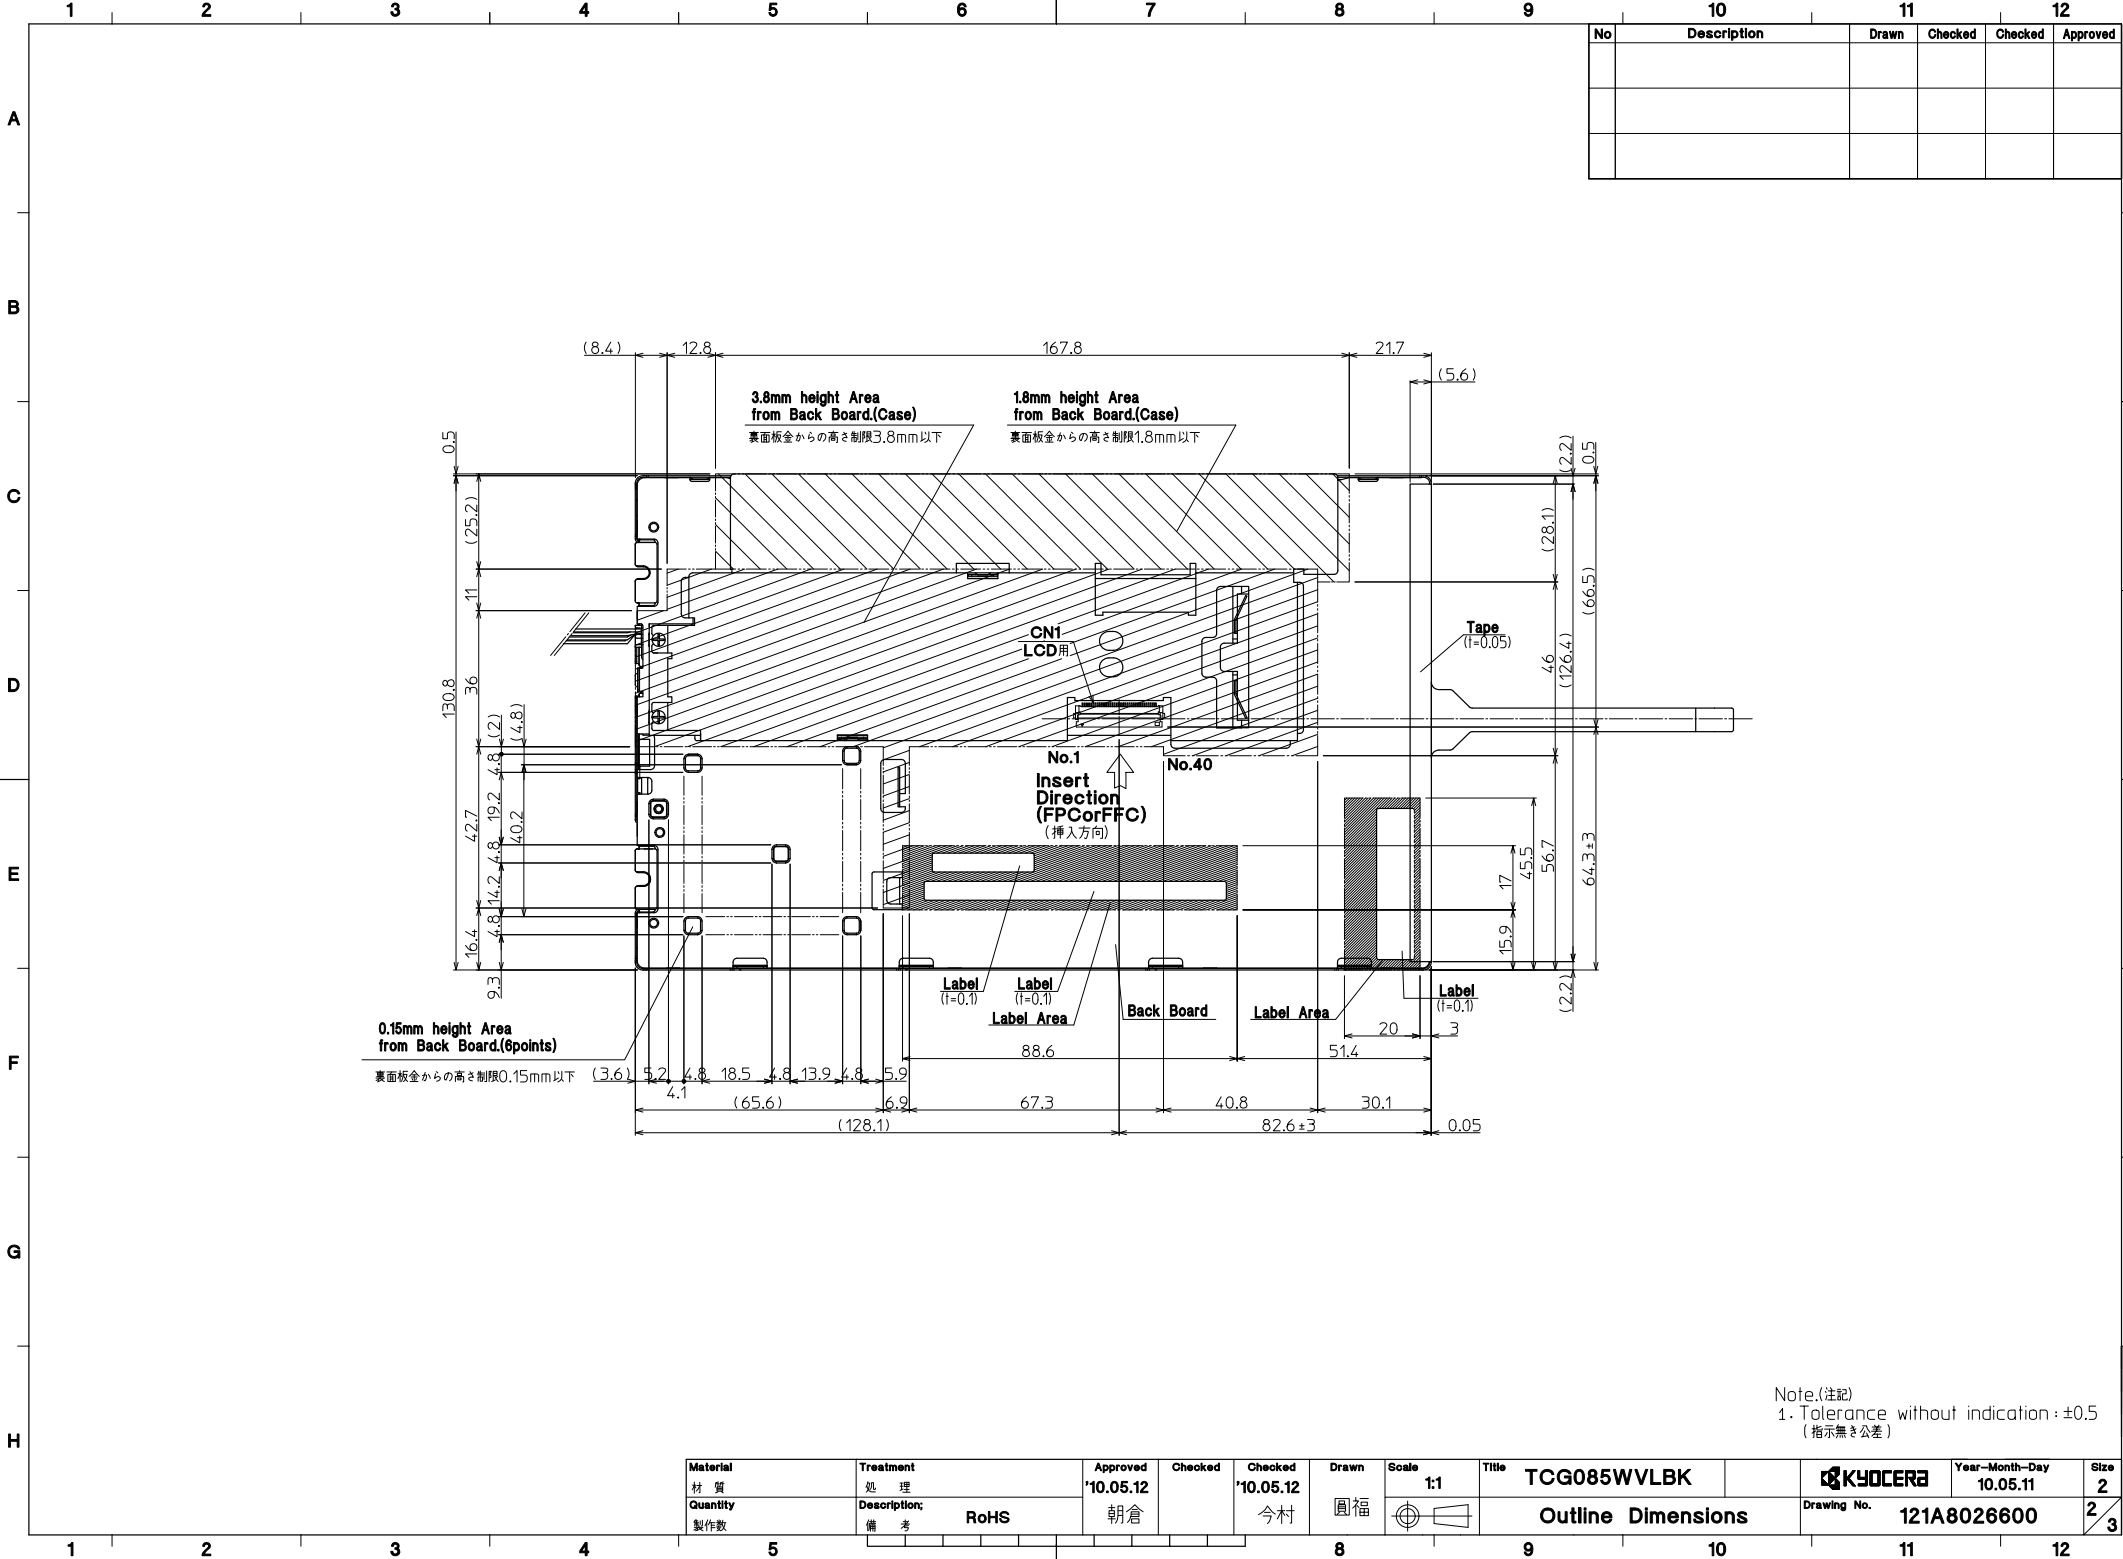 1 2 3 4 5 6 7 8 9 10 11 12
No Description Drawn Checked Checked Approved
A
B
C
D
E
F
G
H
(8.4) 12.8 167.8 21.7
(5.6)
3.8mm height Area
from Back Board.(Case)
裏面板金からの高さ制限3.8mm以下
1.8mm height Area
from Back Board.(Case)
裏面板金からの高さ制限1.8mm以下
0.5
(25.2)
11
36
130.8
(2)
(4.8)
4.8
19.2
40.2
42.7
4.8
14.2
4.8
16.4
9.3
(2.2)
0.5
(28.1)
(66.5)
46
(126.4)
Tape
(t=0.05)
CN1
LCD用
No.1
No.40
Insert
Direction
(FPCorFFC)
(挿入方向)
17
45.5
56.7
64.3±3
15.9
(2.2)
Label
(t=0.1)
Label
(t=0.1)
Label Area
Back Board
Label Area
Label
(t=0.1)
20 3
0.15mm height Area
from Back Board.(6points)
裏面板金からの高さ制限0.15mm以下
88.6 51.4
(3.6) 5.2 4.8 18.5 4.8 13.9 4.8 5.9
4.1
(65.6) 6.9 67.3 40.8 30.1
(128.1) 82.6±3 0.05
Note.(注記)
1. Tolerance without indication : ±0.5
(指示無き公差)
Material
材 質
Treatment
処 理
Quantity
製作数
Description;
備 考
RoHS
Approved
'10.05.12
朝倉
Checked
Checked
'10.05.12
今村
Drawn
圓福
Scale
1:1
Title
TCG085WVLBK
Outline Dimensions
KYOCERA
Year-Month-Day
10.05.11
Size
2
Drawing No.
121A8026600
2/3
1 2 3 4 5 8 9 10 11 12